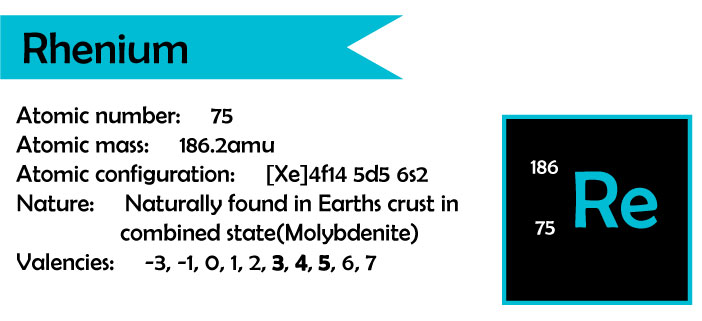 Rhenium
Atomic number: 75
Atomic mass: 186.2amu
Atomic configuration: [Xe]4f14 5d5 6s2
Nature: Naturally found in Earths crust in
combined state(Molybdenite)
Valencies: -3, -1, 0, 1, 2, 3, 4, 5, 6, 7
186
Re
75